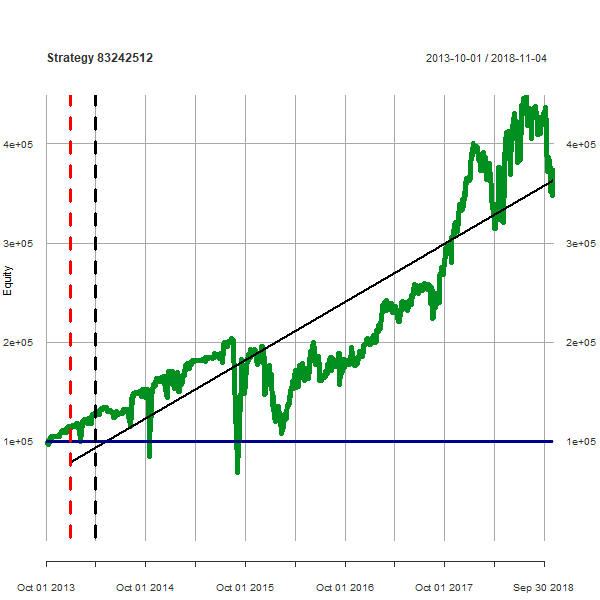 Strategy 83242512
2013-10-01 / 2018-11-04
4e+05
4e+05
3e+05
3e+05
Equity
2e+05
2e+05
1e+05
1e+05
Oct 01 2013
Oct 01 2014
Oct 01 2015
Oct 01 2016
Oct 01 2017
Sep 30 2018